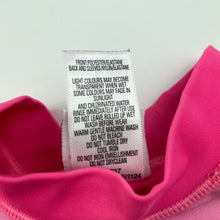 FRONT:POLYESTER/ELASTANE
BACK AND SLEEVES:NYLON/ELASTANE
LIGHT COLOURS MAY BECOME
TRANSPARENT WHEN WET
SOME COLOURS MAY FADE IN
SUNLIGHT
AND CHLORINATED WATER
RINSE IMMEDIATELY AFTER USE
DO NOT LEAVE ROLLED UP WET
WASH BEFORE WEAR
WARM GENTLE MACHINE WASH
DO NOT BLEACH
DO NOT TUMBLE DRY
COOL IRON
DO NOT IRON EMBELLISHMENT
DO NOT DRYCLEAN